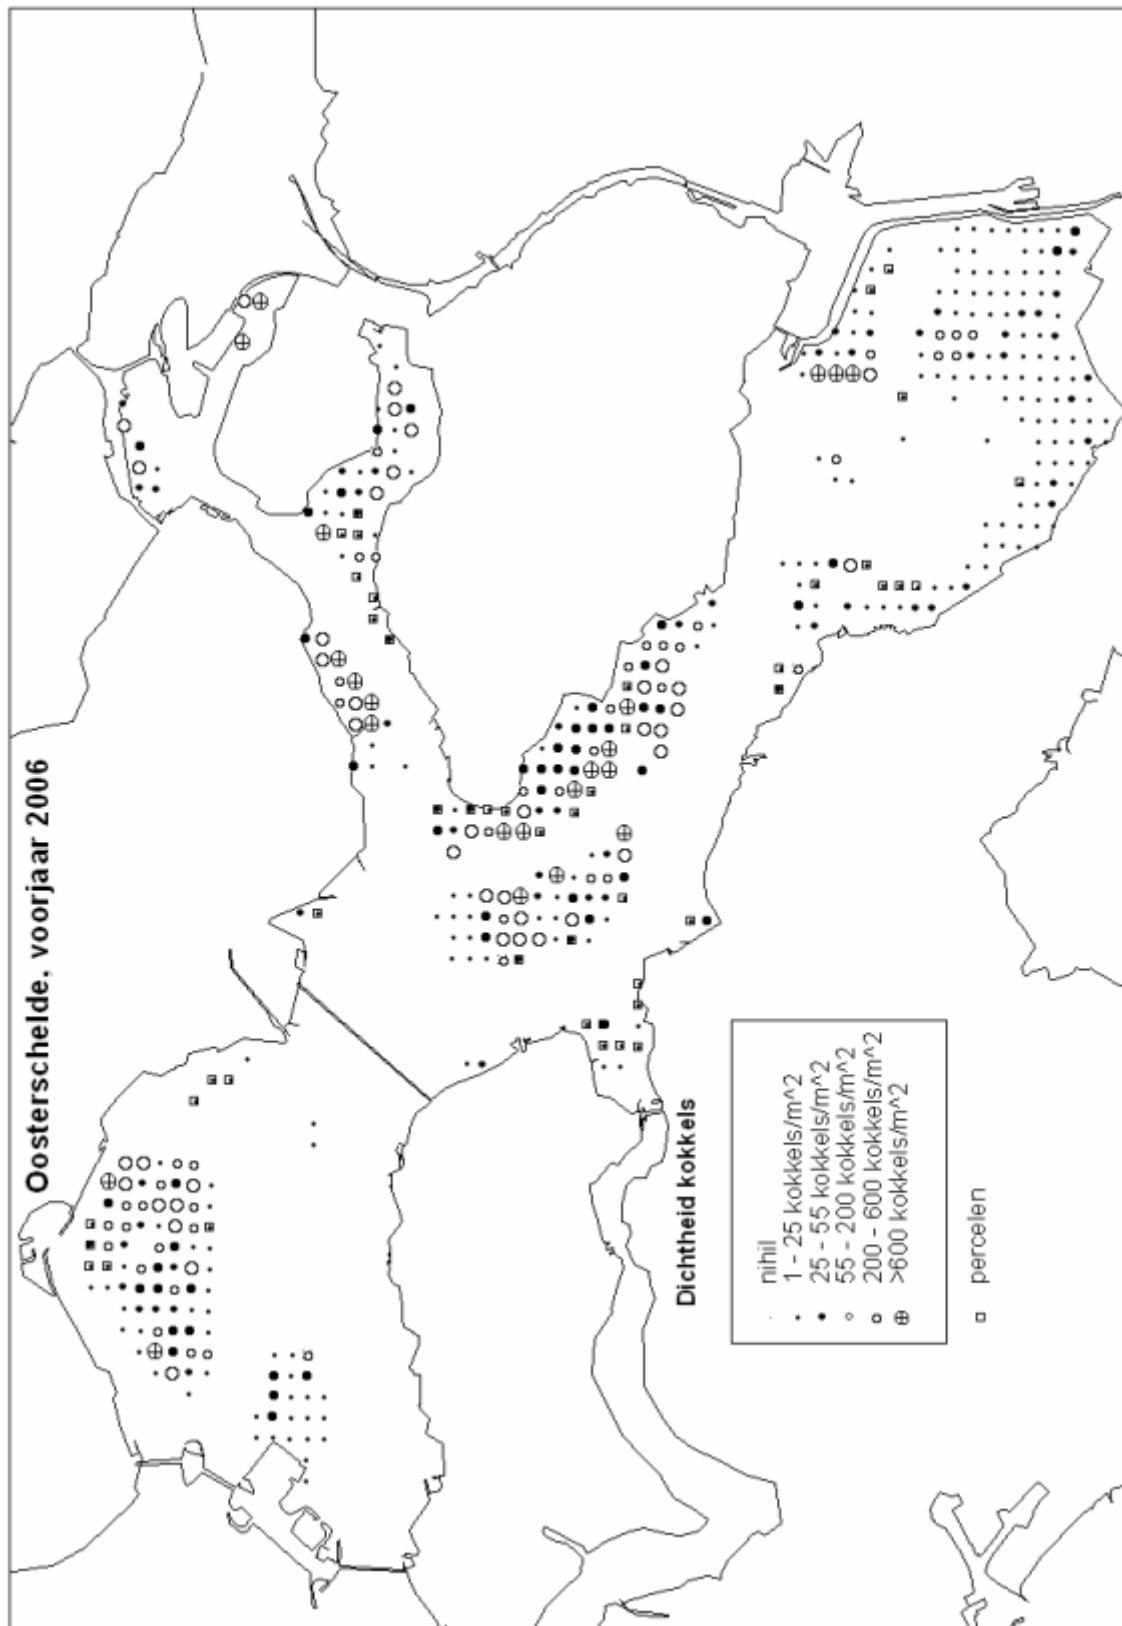 Oosterschelde, voorjaar 2006
Dichtheid kokkels
nihil
1 - 25 kokkels/m^2
25 - 55 kokkels/m^2
55 - 200 kokkels/m^2
200 - 600 kokkels/m^2
>600 kokkels/m^2
percelen